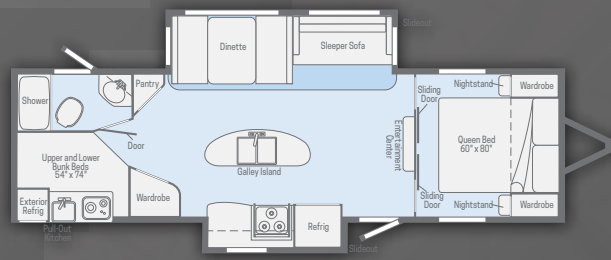 Slideout
Dinette
Sleeper Sofa
Pantry
Shower
Nightstand
Wardrobe
Sliding
Door
Door
Entertainment
Center
Queen Bed
60" x 80"
Upper and Lower
Bunk Beds
54" x 74"
Galley Island
Wardrobe
Sliding
Door
Nightstand
Wardrobe
Exterior
Refrig
Pull-Out
Kitchen
Refrig
Slideout